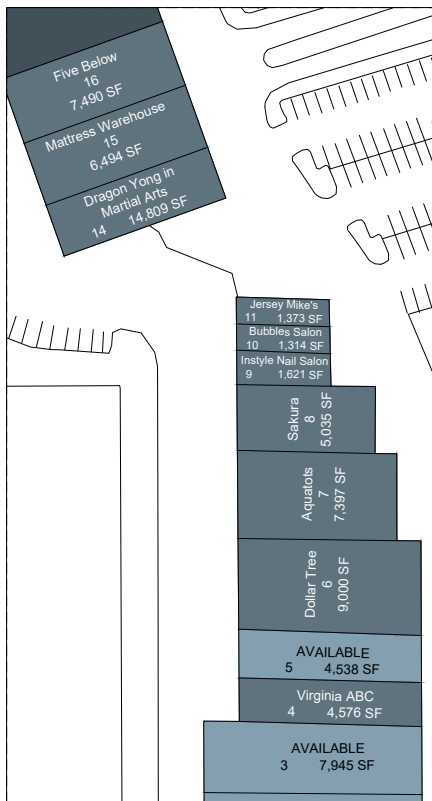 Five Below
16
7,490 SF
Mattress Warehouse
15
6,494 SF
Dragon Yong in
Martial Arts
14 14,809 SF
Jersey Mike's
11 1,373 SF
Bubbles Salon
10 1,314 SF
Instyle Nail Salon
9 1,621 SF
Sakura
8
5,035 SF
Aquatots
7
7,397 SF
Dollar Tree
6
9,000 SF
AVAILABLE
5 4,538 SF
Virginia ABC
4 4,576 SF
AVAILABLE
3 7,945 SF